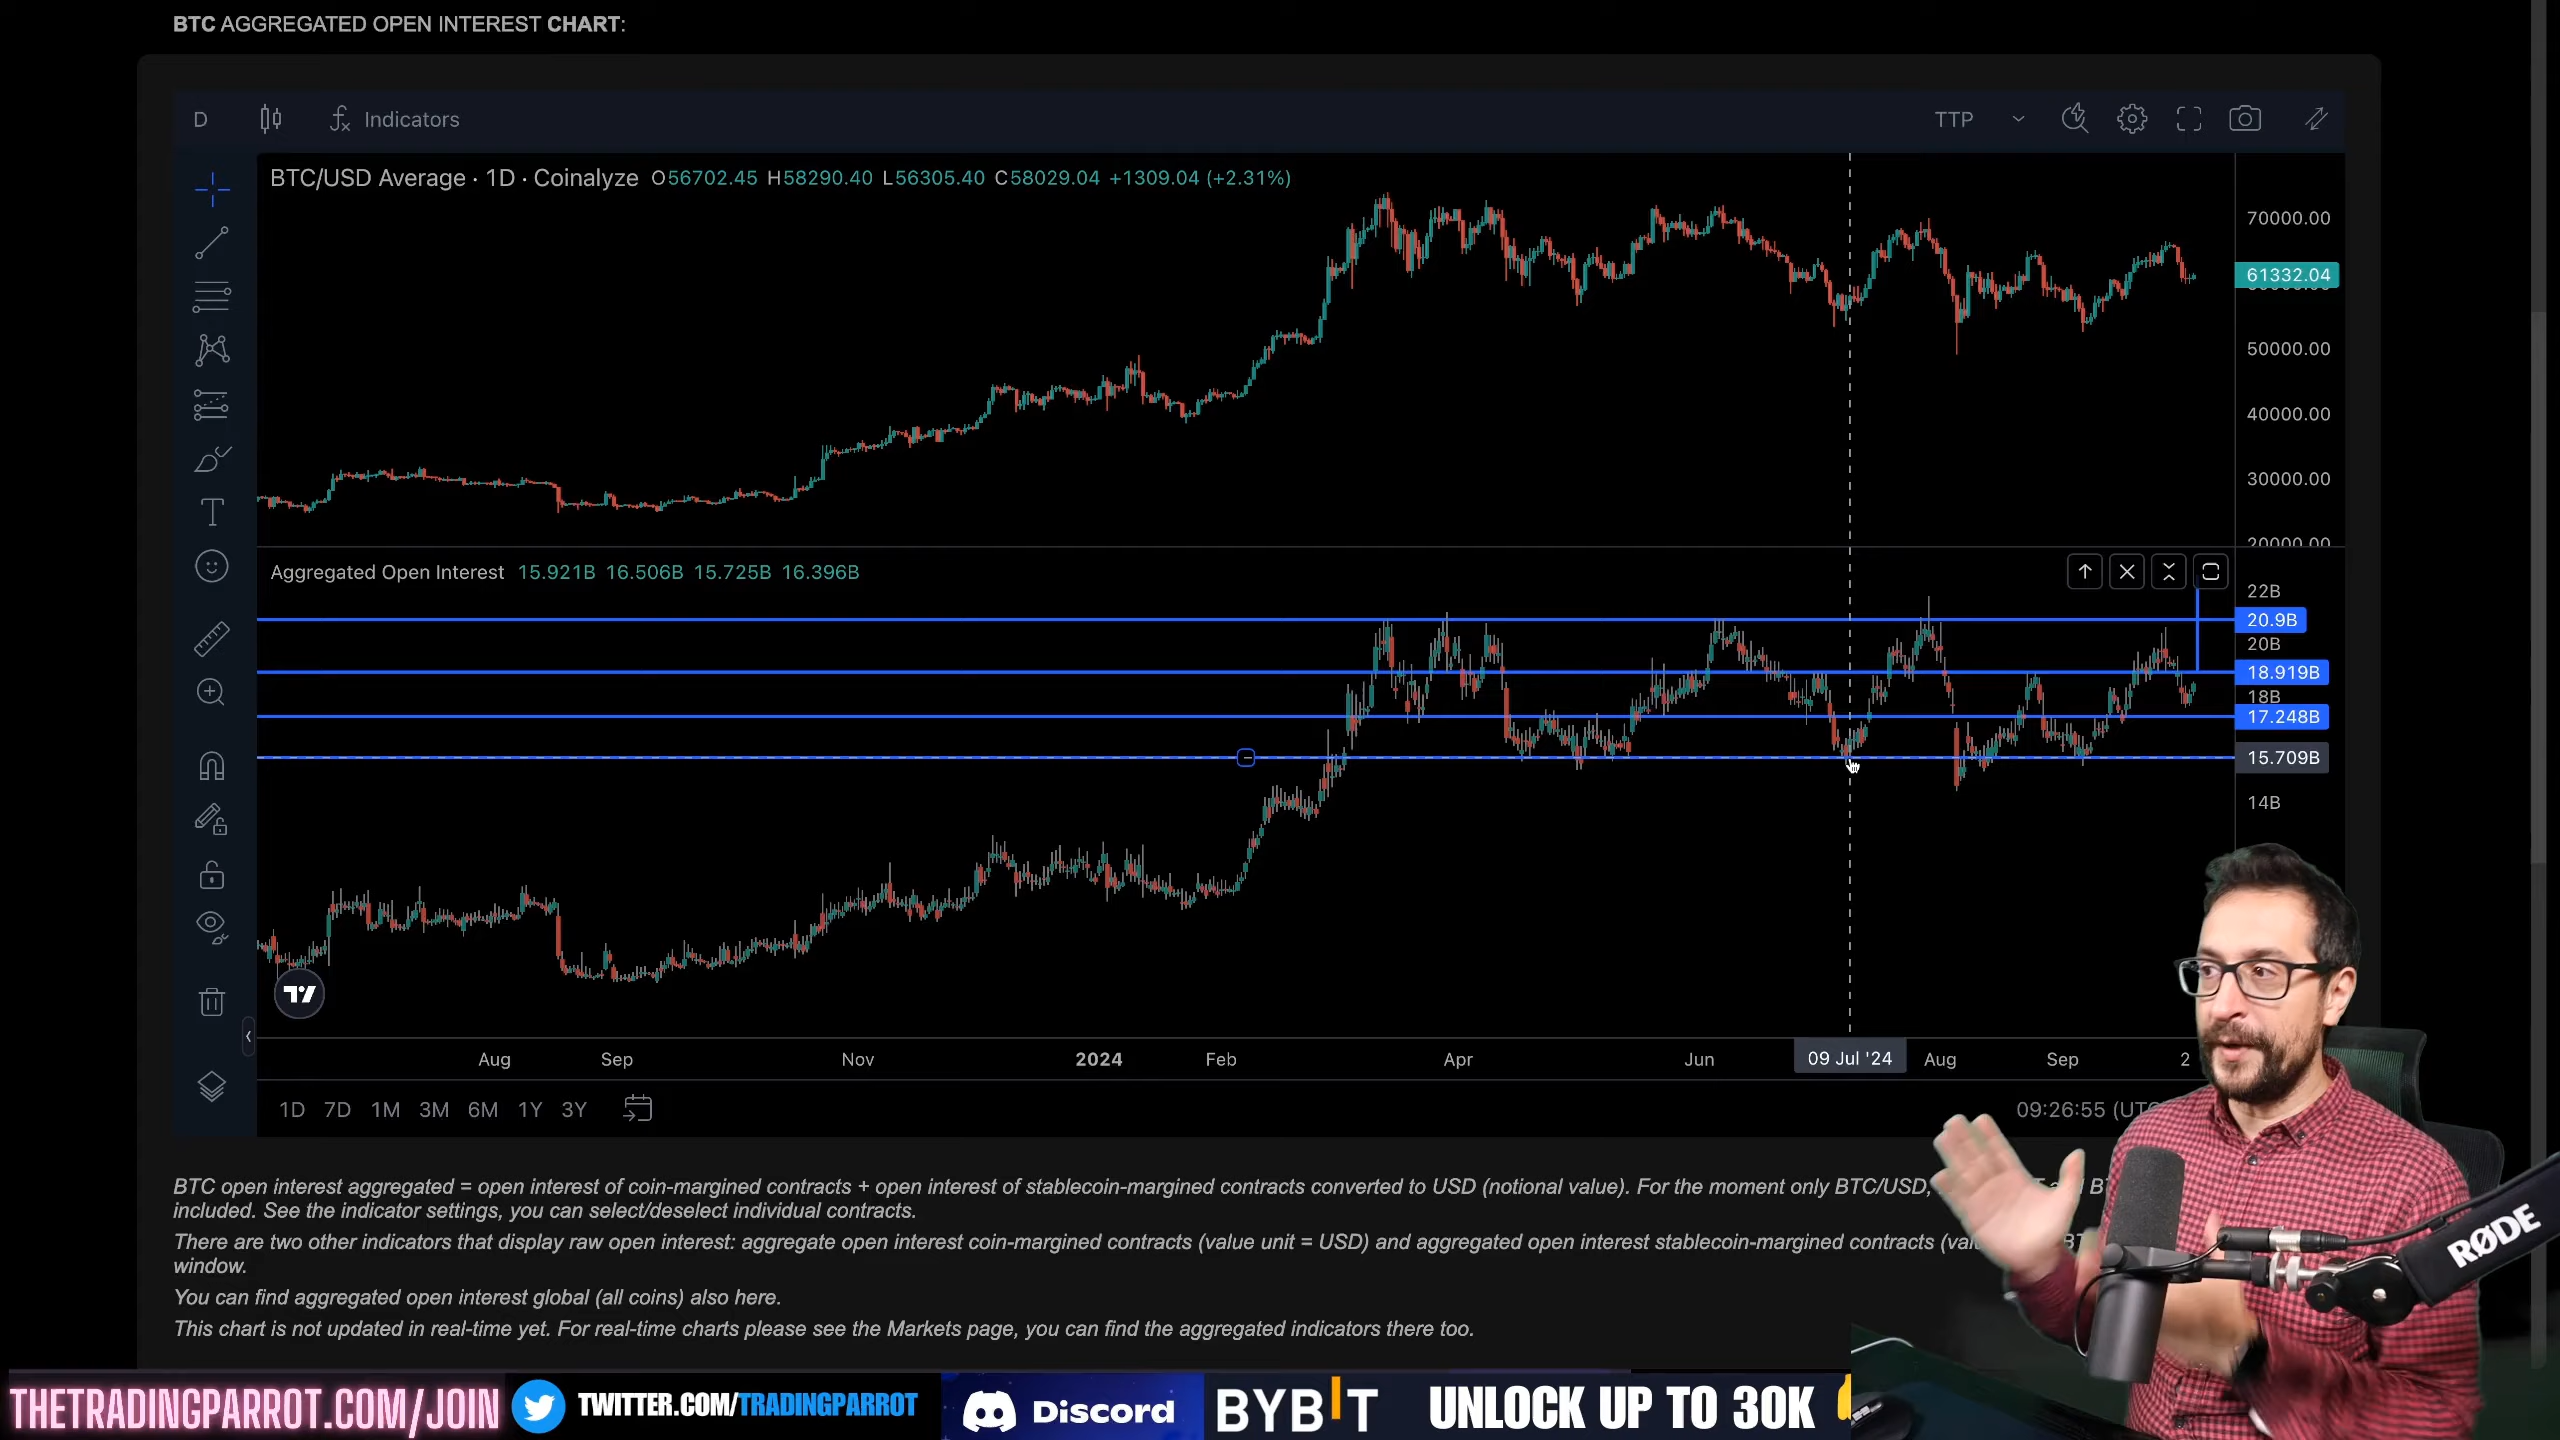 BTC AGGREGATED OPEN INTEREST CHART:
D Indicators TTP
BTC/USD Average · 1D · Coinalyze O56702.45 H58290.40 L56305.40 C58029.04 +1309.04 (+2.31%)
70000.00
61332.04
50000.00
40000.00
30000.00
20000.00
Aggregated Open Interest 15.921B 16.506B 15.725B 16.396B
22B
20.9B
20B
18.919B
18B
17.248B
15.709B
14B
Aug Sep Nov 2024 Feb Apr Jun 09 Jul '24 Aug Sep 2
1D 7D 1M 3M 6M 1Y 3Y 09:26:55 (UTC
BTC open interest aggregated = open interest of coin-margined contracts + open interest of stablecoin-margined contracts converted to USD (notional value). For the moment only BTC/USD,
included. See the indicator settings, you can select/deselect individual contracts.
There are two other indicators that display raw open interest: aggregate open interest coin-margined contracts (value unit = USD) and aggregated open interest stablecoin-margined contracts
window.
You can find aggregated open interest global (all coins) also here.
This chart is not updated in real-time yet. For real-time charts please see the Markets page, you can find the aggregated indicators there too.
RØDE
THETRADINGPARROT.COM/JOIN TWITTER.COM/TRADINGPARROT Discord BYBIT UNLOCK UP TO 30K